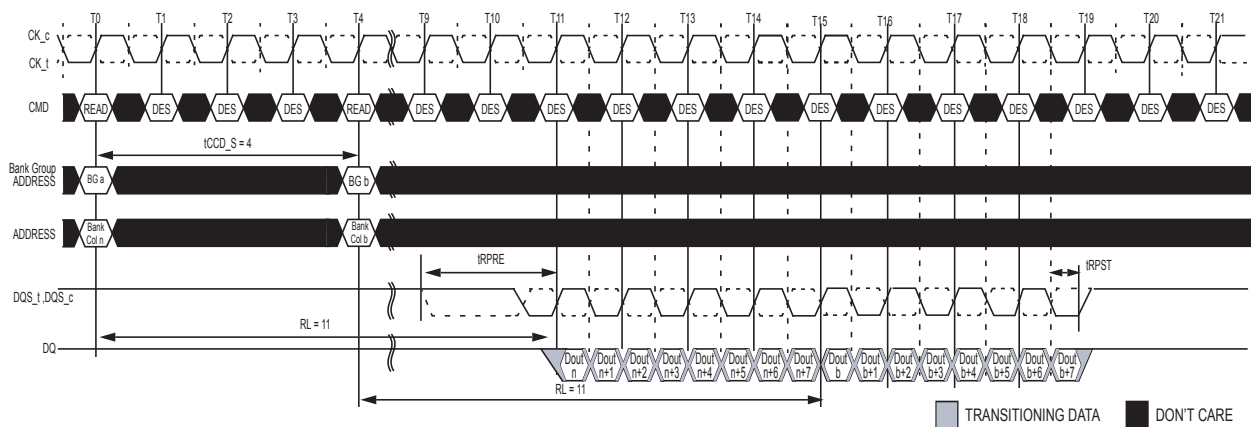 T0 T1 T2 T3 T4 T9 T10 T11 T12 T13 T14 T15 T16 T17 T18 T19 T20 T21
CK_c
CK_t
CMD READ DES DES DES READ DES DES DES DES DES DES DES DES DES DES DES DES DES
tCCD_S = 4
Bank Group
ADDRESS
BG a
BG b
ADDRESS
Bank
Col n
Bank
Col b
tRPRE
tRPST
DQS_t ,DQS_c
RL = 11
DQ
Dout Dout Dout Dout Dout Dout Dout Dout Dout Dout Dout Dout Dout Dout Dout Dout
n n+1 n+2 n+3 n+4 n+5 n+6 n+7 b b+1 b+2 b+3 b+4 b+5 b+6 b+7
RL = 11
TRANSITIONING DATA
DON'T CARE